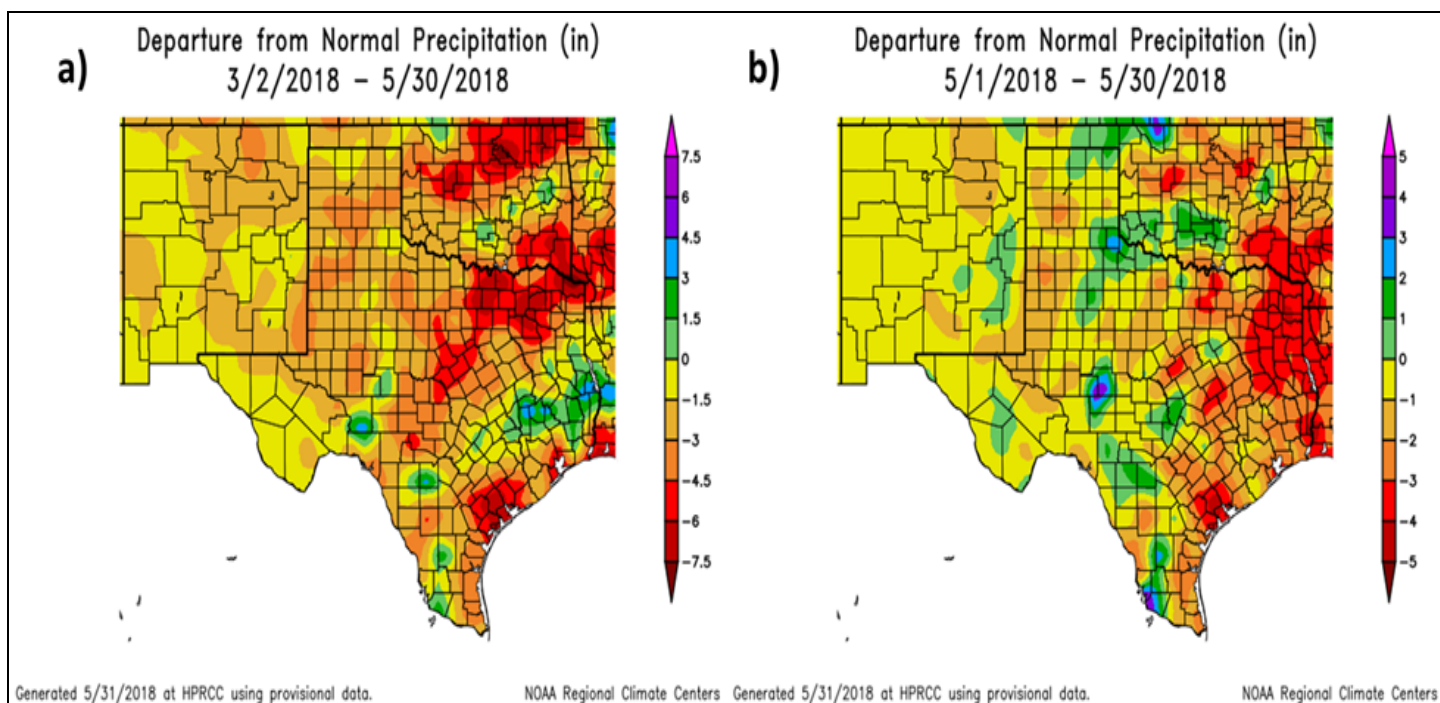 a)
Departure from Normal Precipitation (in)
3/2/2018 – 5/30/2018
7.5
6
4.5
3
1.5
0
−1.5
−3
−4.5
−6
−7.5
Generated 5/31/2018 at HPRCC using provisional data.
NOAA Regional Climate Centers
b)
Departure from Normal Precipitation (in)
5/1/2018 – 5/30/2018
5
4
3
2
1
0
−1
−2
−3
−4
−5
Generated 5/31/2018 at HPRCC using provisional data.
NOAA Regional Climate Centers